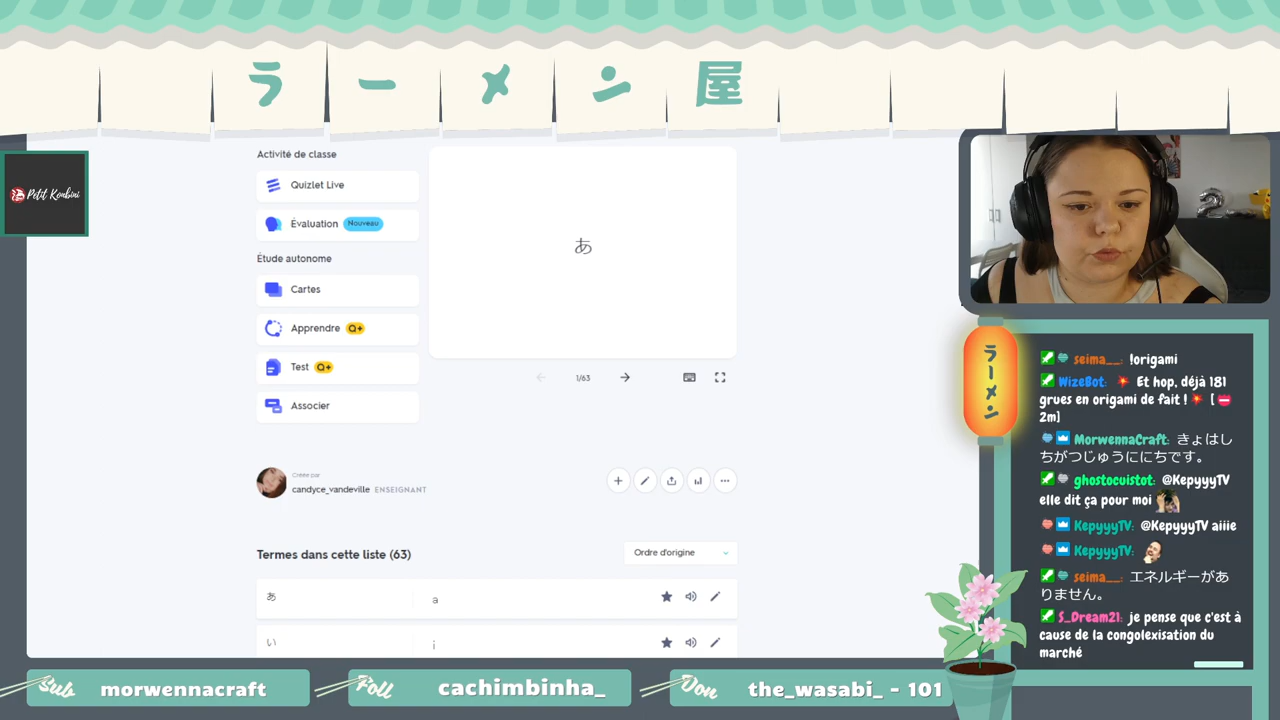 ラーメン屋
Petit Konbini
Activité de classe
Quizlet Live
Évaluation Nouveau
Étude autonome
Cartes
Apprendre Q+
Test Q+
Associer
あ
1/63
Créée par
candyce_vandeville ENSEIGNANT
Termes dans cette liste (63)
Ordre d'origine
あ a
い i
2
ラーメン
seima__: !origami
WizeBot: Et hop, déjà 181
grues en origami de fait ! [
2m]
MorwennaCraft: きょはし
ちがつじゅうににちです。
ghostocuistot: @KepyyyTV
elle dit ça pour moi
KepyyyTV: @KepyyyTV aiiie
KepyyyTV:
seima__: エネルギーがあ
りません。
S_Dream21: je pense que c'est à
cause de la congolexisation du
marché
Sub morwennacraft
Foll cachimbinha_
Don the_wasabi_ - 101